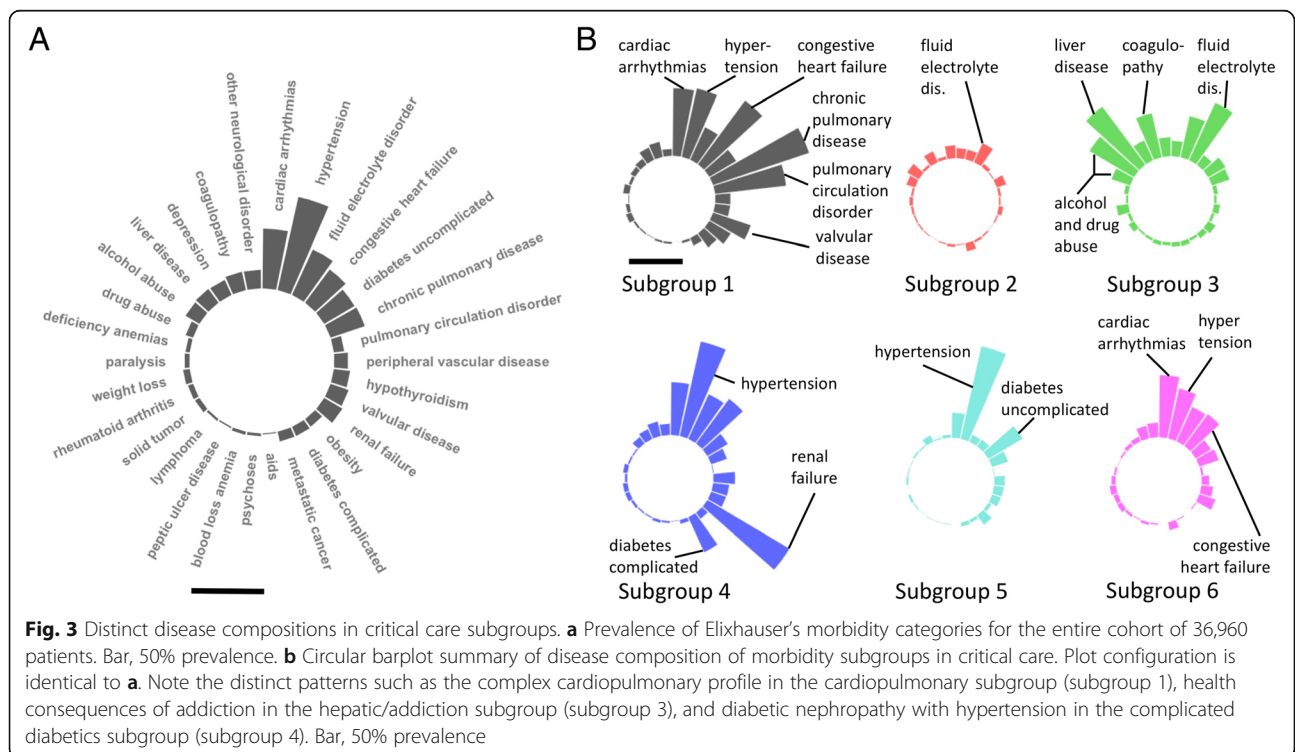 A
other neurological disorder
cardiac arrhythmias
hypertension
fluid electrolyte disorder
congestive heart failure
diabetes uncomplicated
chronic pulmonary disease
pulmonary circulation disorder
peripheral vascular disease
hypothyroidism
valvular disease
renal failure
obesity
diabetes complicated
metastatic cancer
aids
psychoses
blood loss anemia
peptic ulcer disease
lymphoma
solid tumor
rheumatoid arthritis
weight loss
paralysis
deficiency anemias
drug abuse
alcohol abuse
liver disease
depression
coagulopathy
B
cardiac
arrhythmias
hyper-
tension
congestive
heart failure
chronic
pulmonary
disease
pulmonary
circulation
disorder
valvular
disease
Subgroup 1
fluid
electrolyte
dis.
Subgroup 2
liver
disease
coagulo-
pathy
fluid
electrolyte
dis.
alcohol
and drug
abuse
Subgroup 3
hypertension
renal
failure
diabetes
complicated
Subgroup 4
hypertension
diabetes
uncomplicated
Subgroup 5
cardiac
arrhythmias
hyper
tension
congestive
heart failure
Subgroup 6
Fig. 3 Distinct disease compositions in critical care subgroups. a Prevalence of Elixhauser's morbidity categories for the entire cohort of 36,960
patients. Bar, 50% prevalence. b Circular barplot summary of disease composition of morbidity subgroups in critical care. Plot configuration is
identical to a. Note the distinct patterns such as the complex cardiopulmonary profile in the cardiopulmonary subgroup (subgroup 1), health
consequences of addiction in the hepatic/addiction subgroup (subgroup 3), and diabetic nephropathy with hypertension in the complicated
diabetics subgroup (subgroup 4). Bar, 50% prevalence